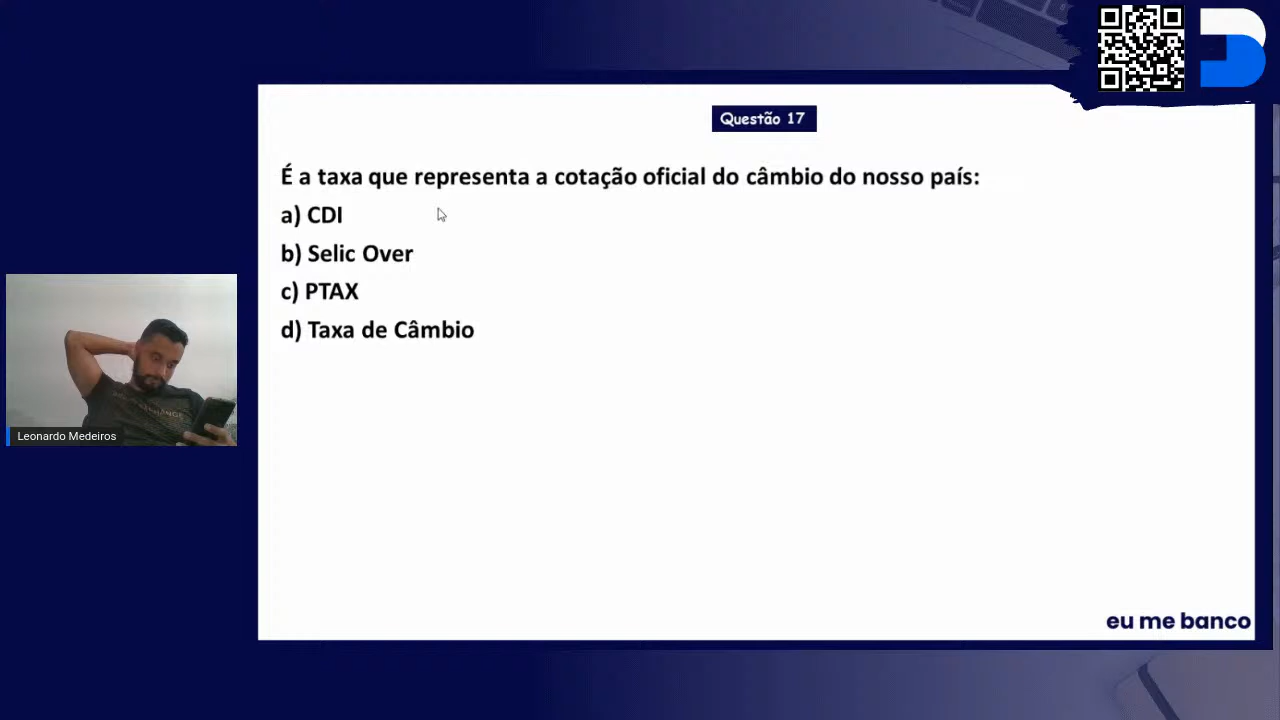 Questão 17
É a taxa que representa a cotação oficial do câmbio do nosso país:
a) CDI
b) Selic Over
c) PTAX
d) Taxa de Câmbio
Leonardo Medeiros
eu me banco